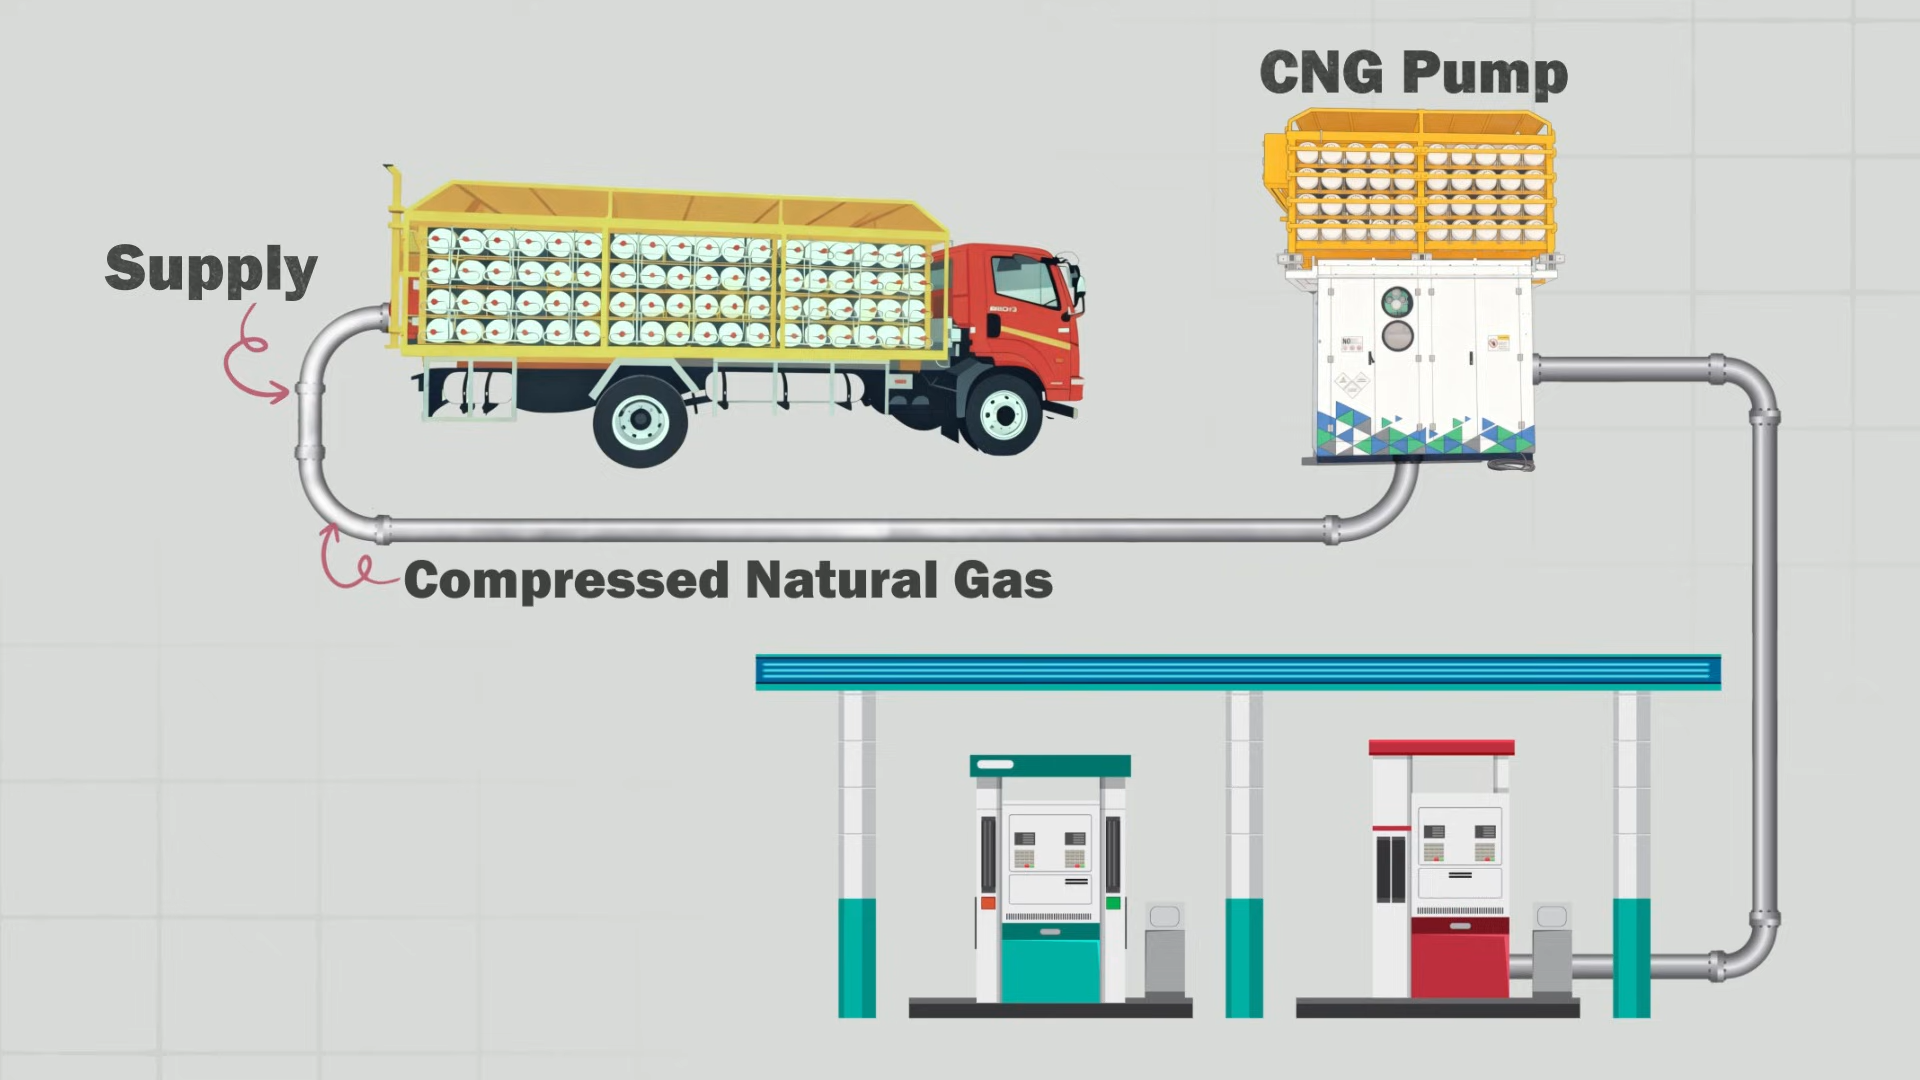 CNG Pump
Supply
Compressed Natural Gas